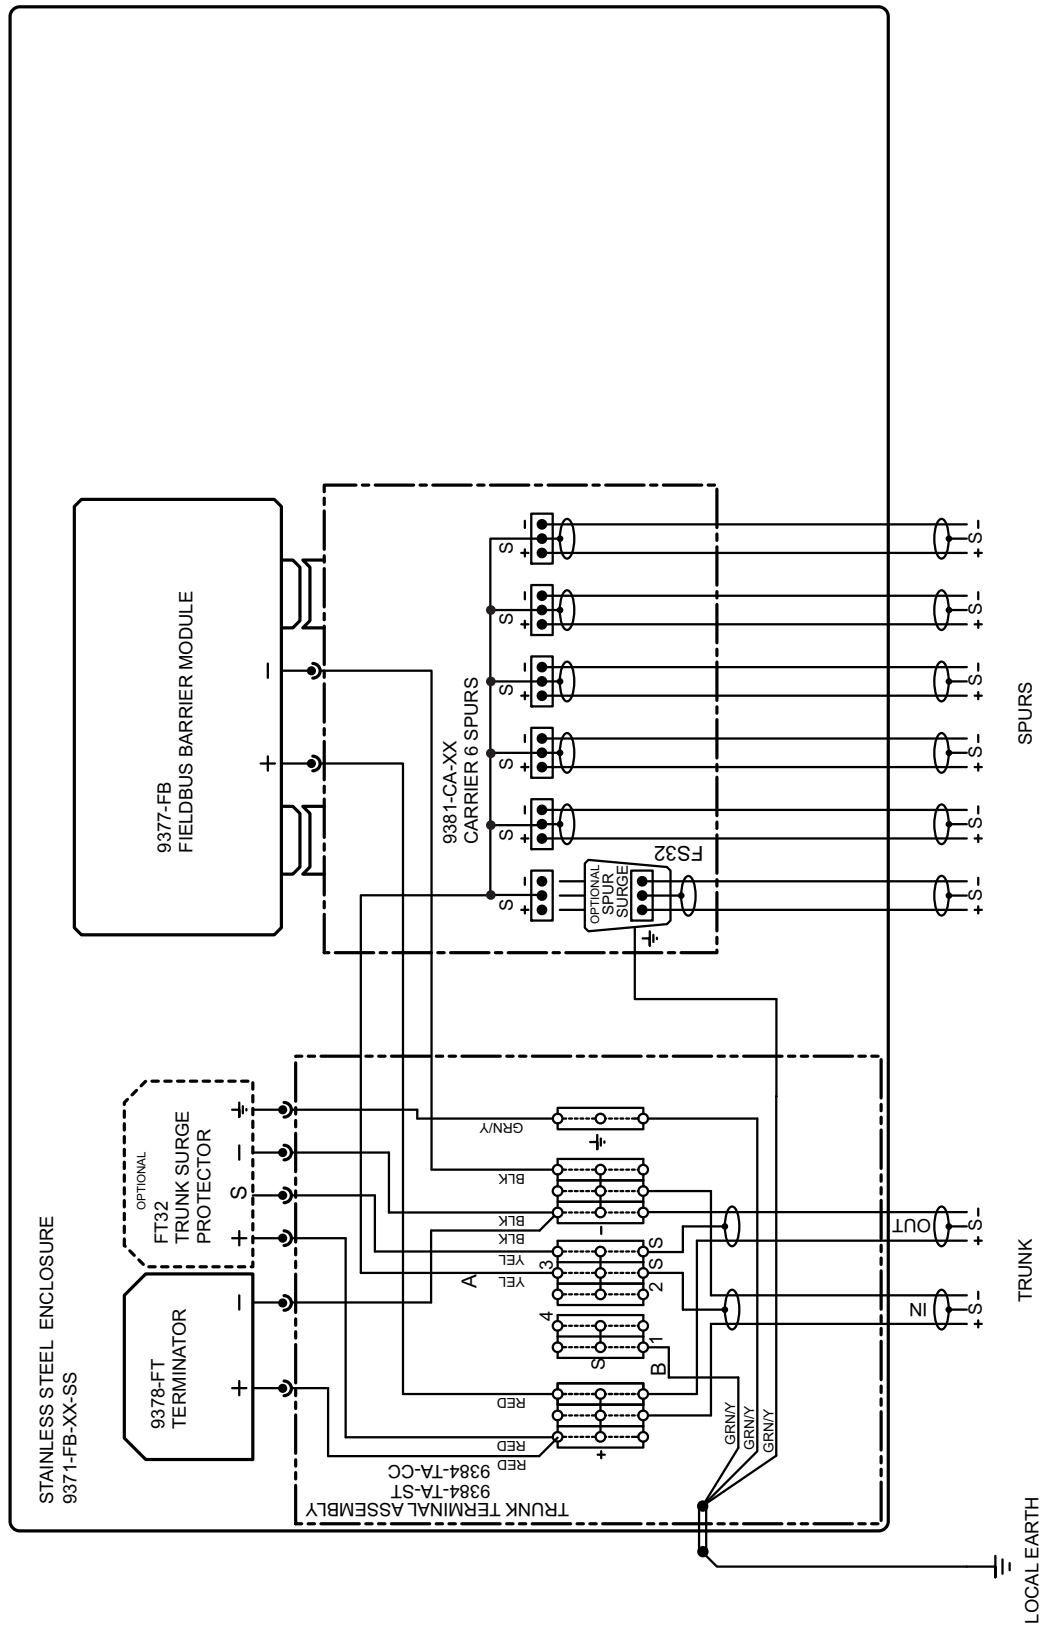 STAINLESS STEEL ENCLOSURE
9371-FB-XX-SS
9378-FT
TERMINATOR
+
−
OPTIONAL
FT32
TRUNK SURGE
PROTECTOR
+
S
−
9377-FB
FIELDBUS BARRIER MODULE
+
−
TRUNK TERMINAL ASSEMBLY
9384-TA-ST
9384-TA-CC
RED
RED
RED
YEL
YEL
BLK
BLK
BLK
GRN/Y
A
+
S
4
1
B
3
2
S
S
−
GRN/Y
GRN/Y
GRN/Y
9381-CA-XX
CARRIER 6 SPURS
+ S −
+ S −
+ S −
+ S −
+ S −
+ S −
OPTIONAL
SPUR
SURGE
FS32
IN
OUT
+ S −
+ S −
+ S −
+ S −
+ S −
+ S −
+ S −
+ S −
LOCAL EARTH
TRUNK
SPURS